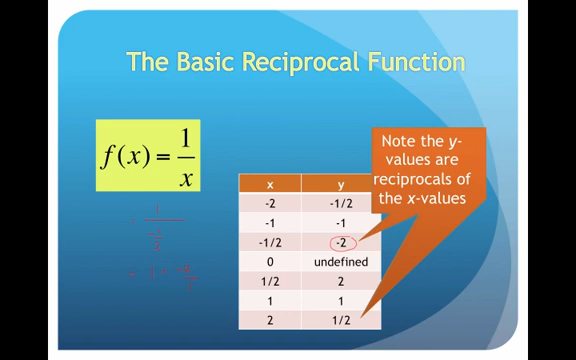 The Basic Reciprocal Function
f(x) = 1/x
Note the y-
values are
reciprocals of
the x-values
x y
-2 -1/2
-1 -1
-1/2 -2
0 undefined
1/2 2
1 1
2 1/2